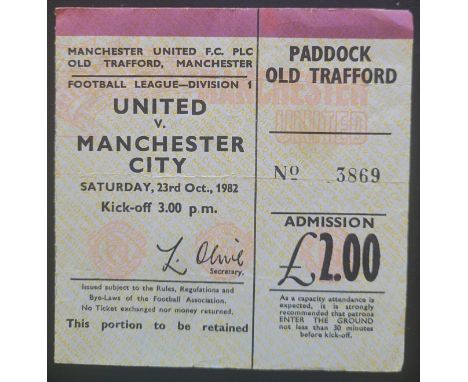 MANCHESTER UNITED F.C. PLC
OLD TRAFFORD, MANCHESTER
FOOTBALL LEAGUE—DIVISION 1
UNITED
V.
MANCHESTER
CITY
SATURDAY, 23rd Oct., 1982
Kick-off 3.00 p.m.
L. Olive
Secretary.
Issued subject to the Rules, Regulations and
Bye-Laws of the Football Association.
No Ticket exchanged nor money returned.
This portion to be retained
PADDOCK
OLD TRAFFORD
MANCHESTER
UNITED
No 3869
ADMISSION
£2.00
As a capacity attendance is
expected, it is strongly
recommended that patrons
ENTER THE GROUND
not less than 30 minutes
before kick-off.